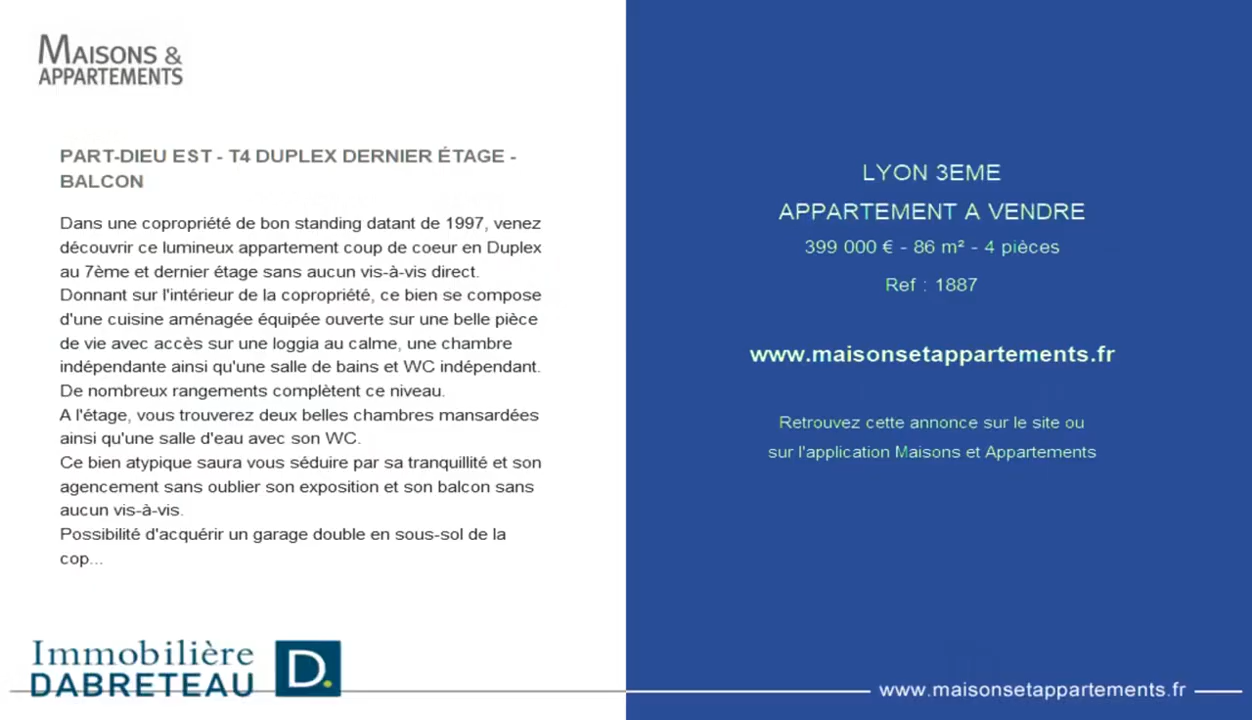 MAISONS &
APPARTEMENTS
PART-DIEU EST - T4 DUPLEX DERNIER ÉTAGE -
BALCON
Dans une copropriété de bon standing datant de 1997, venez
découvrir ce lumineux appartement coup de coeur en Duplex
au 7ème et dernier étage sans aucun vis-à-vis direct.
Donnant sur l'intérieur de la copropriété, ce bien se compose
d'une cuisine aménagée équipée ouverte sur une belle pièce
de vie avec accès sur une loggia au calme, une chambre
indépendante ainsi qu'une salle de bains et WC indépendant.
De nombreux rangements complètent ce niveau.
A l'étage, vous trouverez deux belles chambres mansardées
ainsi qu'une salle d'eau avec son WC.
Ce bien atypique saura vous séduire par sa tranquillité et son
agencement sans oublier son exposition et son balcon sans
aucun vis-à-vis.
Possibilité d'acquérir un garage double en sous-sol de la
cop...
Immobilière
DABRETEAU
D.
LYON 3EME
APPARTEMENT A VENDRE
399 000 € - 86 m² - 4 pièces
Ref : 1887
www.maisonsetappartements.fr
Retrouvez cette annonce sur le site ou
sur l'application Maisons et Appartements
www.maisonsetappartements.fr